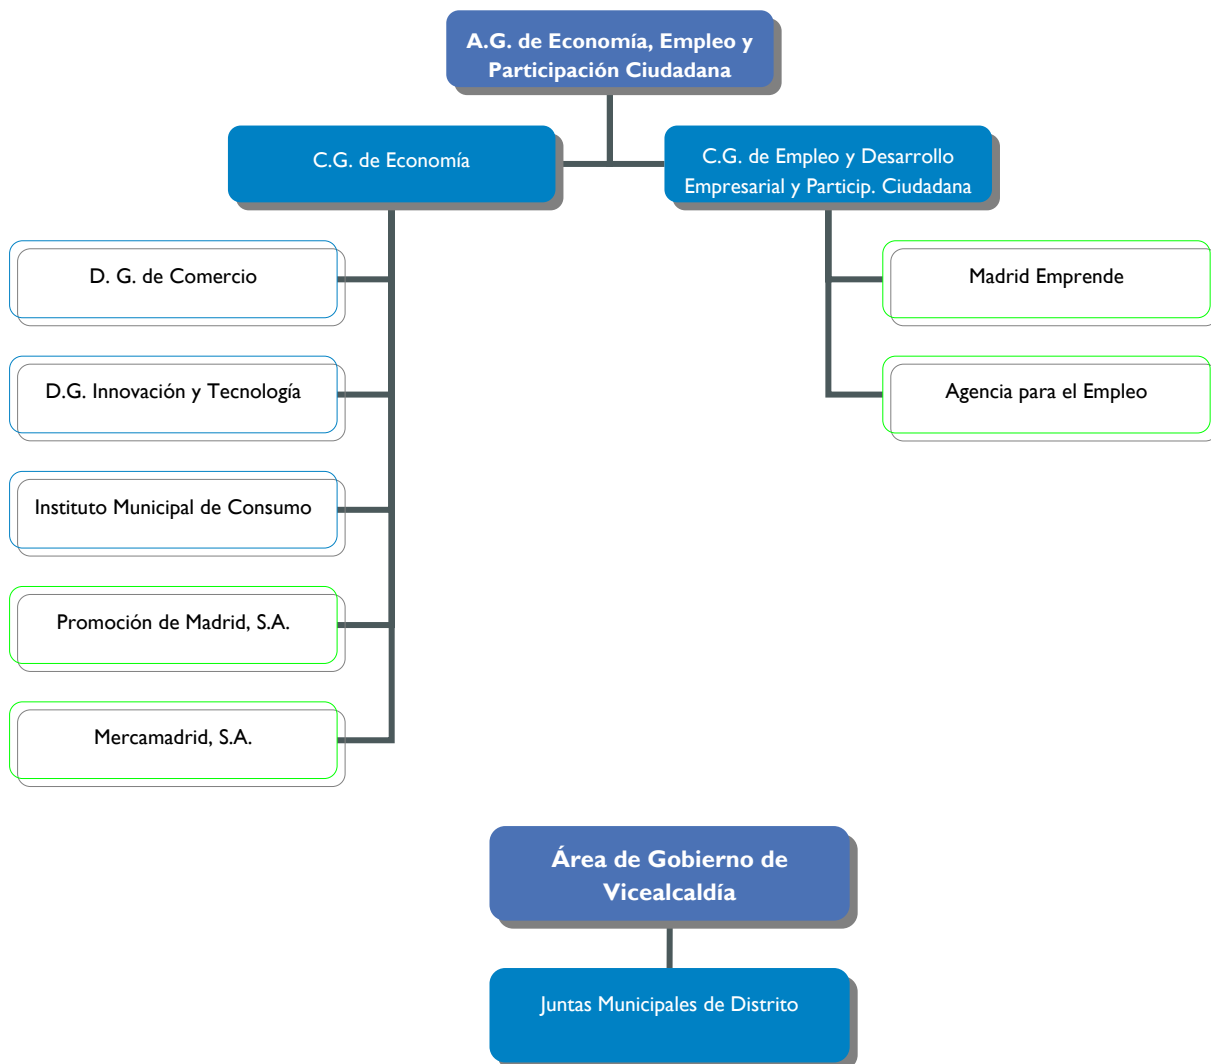 A.G. de Economía, Empleo y
Participación Ciudadana
C.G. de Economía
C.G. de Empleo y Desarrollo
Empresarial y Particip. Ciudadana
D. G. de Comercio
Madrid Emprende
D.G. Innovación y Tecnología
Agencia para el Empleo
Instituto Municipal de Consumo
Promoción de Madrid, S.A.
Mercamadrid, S.A.
Área de Gobierno de
Vicealcaldía
Juntas Municipales de Distrito